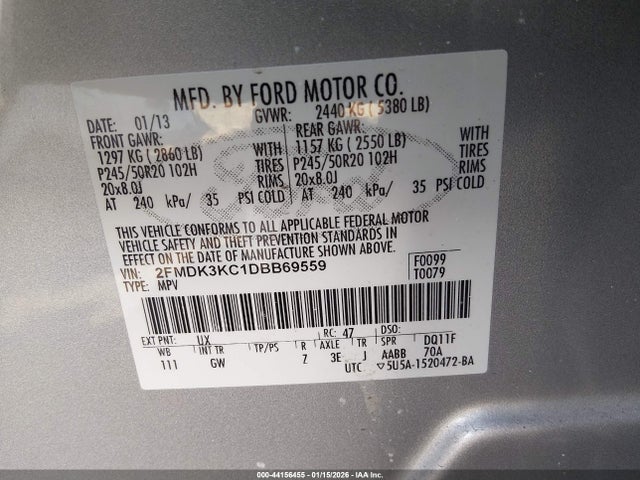 MFD. BY FORD MOTOR CO.
DATE: 01/13 GVWR: 2440 KG ( 5380 LB)
FRONT GAWR: REAR GAWR:
1297 KG ( 2860 LB) WITH 1157 KG ( 2550 LB) WITH
P245/50R20 102H TIRES P245/50R20 102H TIRES
20x8.0J RIMS 20x8.0J RIMS
AT 240 kPa/ 35 PSI COLD AT 240 kPa/ 35 PSI COLD
Ford
THIS VEHICLE CONFORMS TO ALL APPLICABLE FEDERAL MOTOR
VEHICLE SAFETY AND THEFT PREVENTION STANDARDS IN
EFFECT ON THE DATE OF MANUFACTURE SHOWN ABOVE.
VIN: 2FMDK3KC1DBB69559 F0099
TYPE: MPV T0079
EXT PNT: UX RC: 47 DSO:
WB INT TR TP/PS R AXLE TR SPR DQ11F
111 GW Z 3E J AABB 70A
UTC ▽5U5A-1520472-BA
000-44156455 - 01/15/2026 - IAA Inc.